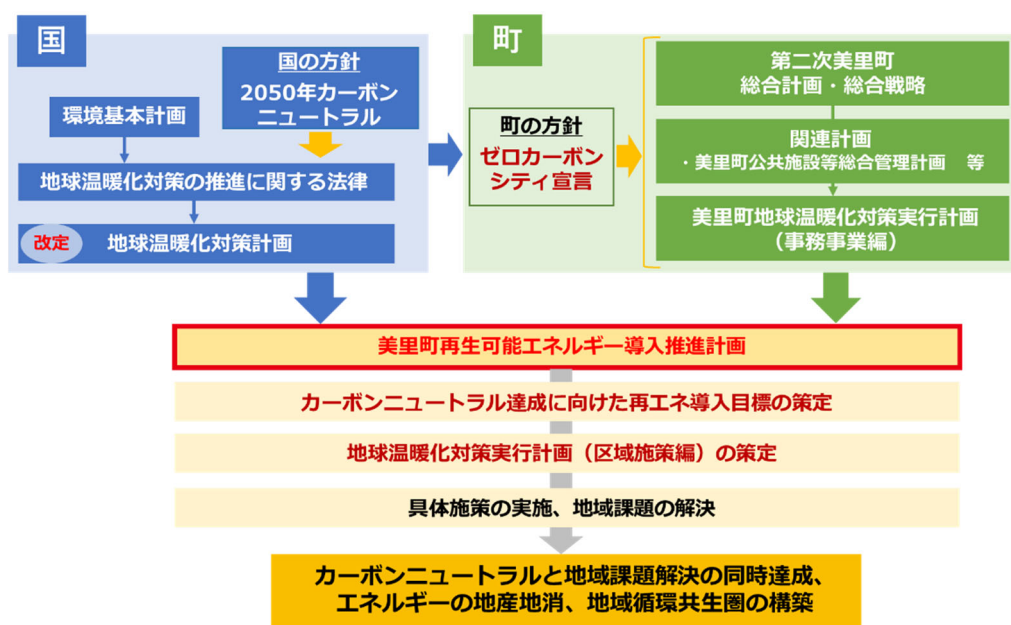 国
国の方針
2050年カーボン
ニュートラル
環境基本計画
地球温暖化対策の推進に関する法律
改定
地球温暖化対策計画
町
町の方針
ゼロカーボン
シティ宣言
第二次美里町
総合計画・総合戦略
関連計画
・美里町公共施設等総合管理計画　等
美里町地球温暖化対策実行計画
（事務事業編）
美里町再生可能エネルギー導入推進計画
カーボンニュートラル達成に向けた再エネ導入目標の策定
地球温暖化対策実行計画（区域施策編）の策定
具体施策の実施、地域課題の解決
カーボンニュートラルと地域課題解決の同時達成、
エネルギーの地産地消、地域循環共生圏の構築